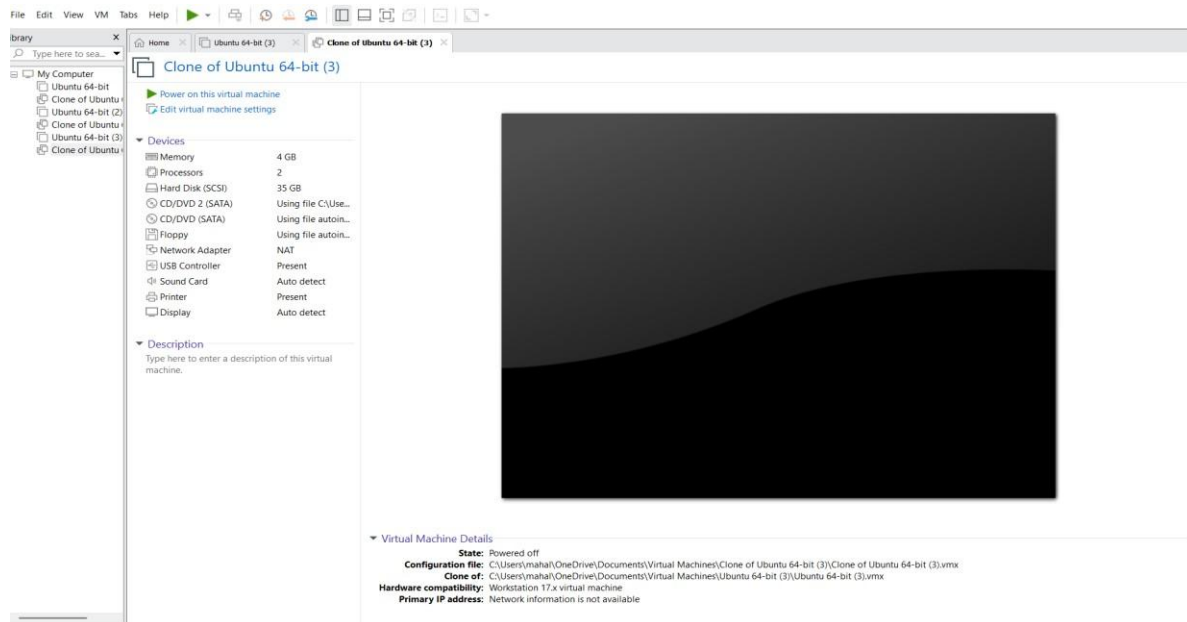 File Edit View VM Tabs Help
ibrary
Type here to sea...
My Computer
Ubuntu 64-bit
Clone of Ubuntu
Ubuntu 64-bit (2)
Clone of Ubuntu
Ubuntu 64-bit (3)
Clone of Ubuntu
Home Ubuntu 64-bit (3) Clone of Ubuntu 64-bit (3)
Clone of Ubuntu 64-bit (3)
Power on this virtual machine
Edit virtual machine settings
Devices
Memory 4 GB
Processors 2
Hard Disk (SCSI) 35 GB
CD/DVD 2 (SATA) Using file C:\Use...
CD/DVD (SATA) Using file autoin...
Floppy Using file autoin...
Network Adapter NAT
USB Controller Present
Sound Card Auto detect
Printer Present
Display Auto detect
Description
Type here to enter a description of this virtual
machine.
Virtual Machine Details
State: Powered off
Configuration file: C:\Users\mahal\OneDrive\Documents\Virtual Machines\Clone of Ubuntu 64-bit (3)\Clone of Ubuntu 64-bit (3).vmx
Clone of: C:\Users\mahal\OneDrive\Documents\Virtual Machines\Ubuntu 64-bit (3)\Ubuntu 64-bit (3).vmx
Hardware compatibility: Workstation 17.x virtual machine
Primary IP address: Network information is not available